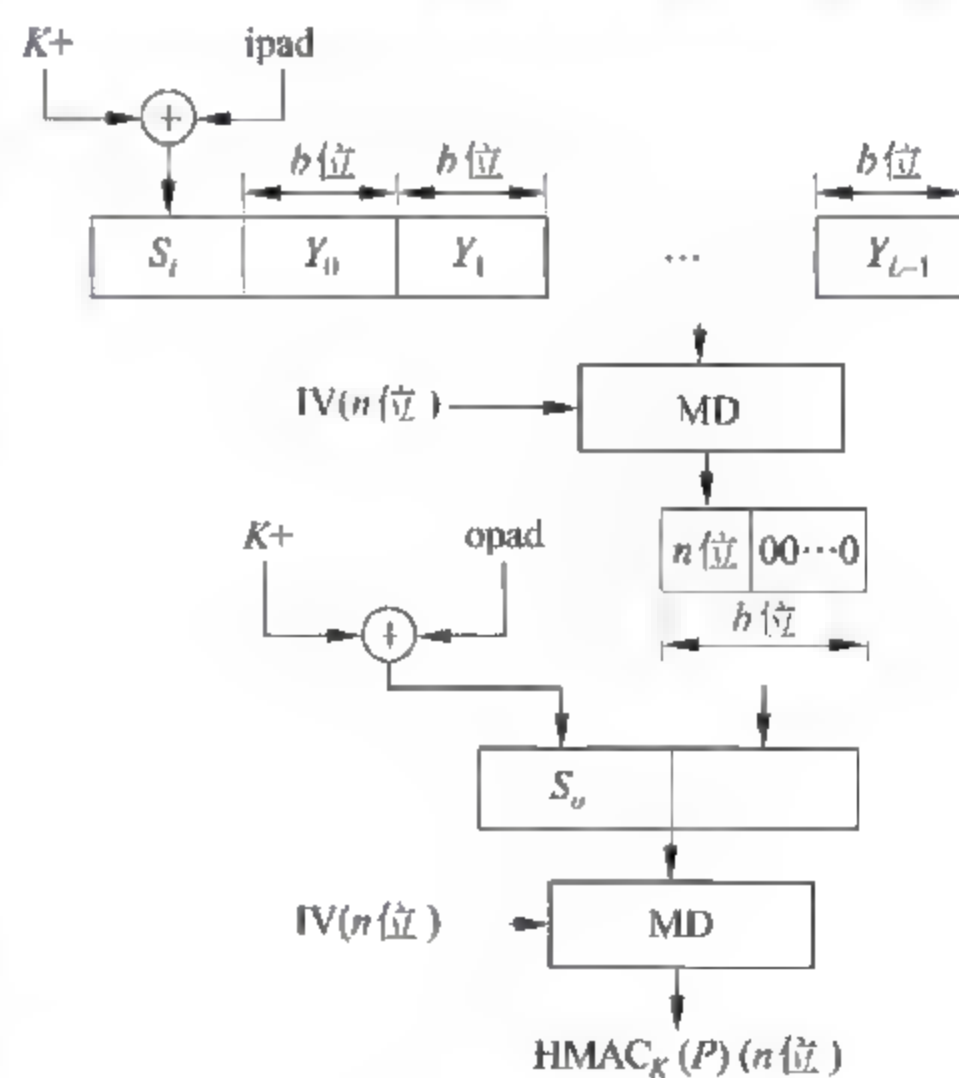 K+ ipad
+
b位 b位 b位
S_i Y_0 Y_1 … Y_{L-1}
IV(n位) MD
n位 00…0
K+ opad
b位
+
S_o
IV(n位) MD
HMAC_K(P)(n位)